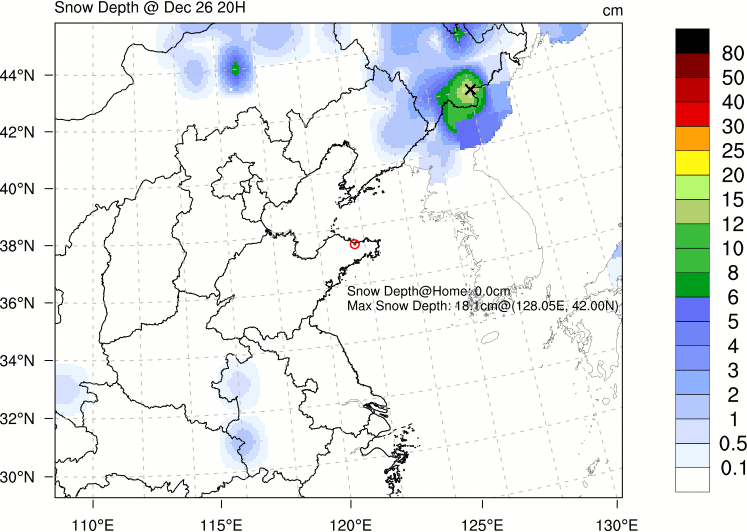 Snow Depth @ Dec 26 20H
cm
44°N
42°N
40°N
38°N
36°N
34°N
32°N
30°N
Snow Depth@Home: 0.0cm
Max Snow Depth: 18.1cm@(128.05E, 42.00N)
110°E
115°E
120°E
125°E
130°E
80
50
40
30
25
20
15
12
10
8
6
5
4
3
2
1
0.5
0.1